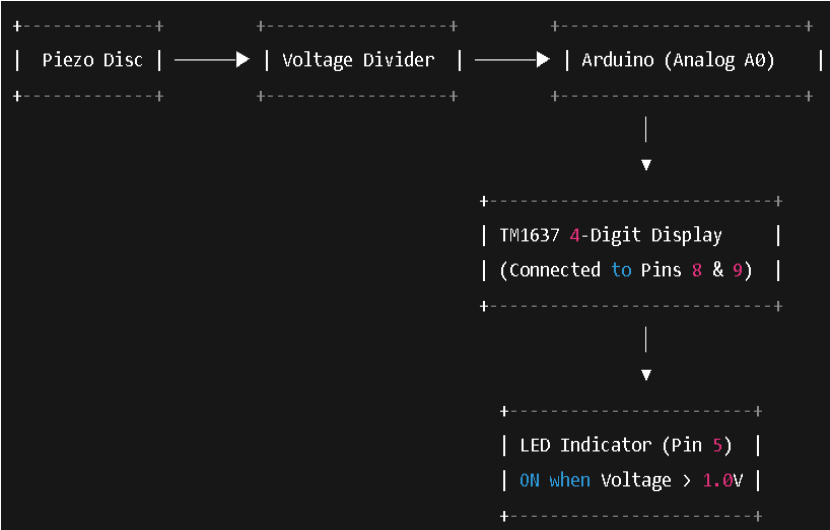 Piezo Disc
Voltage Divider
Arduino (Analog A0)
TM1637 4-Digit Display
(Connected to Pins 8 & 9)
LED Indicator (Pin 5)
ON when Voltage > 1.0V